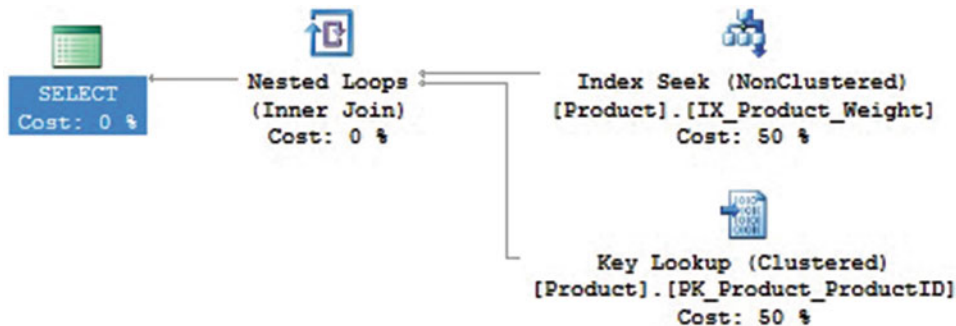 SELECT
Cost: 0 %
Nested Loops
(Inner Join)
Cost: 0 %
Index Seek (NonClustered)
[Product].[IX_Product_Weight]
Cost: 50 %
Key Lookup (Clustered)
[Product].[PK_Product_ProductID]
Cost: 50 %